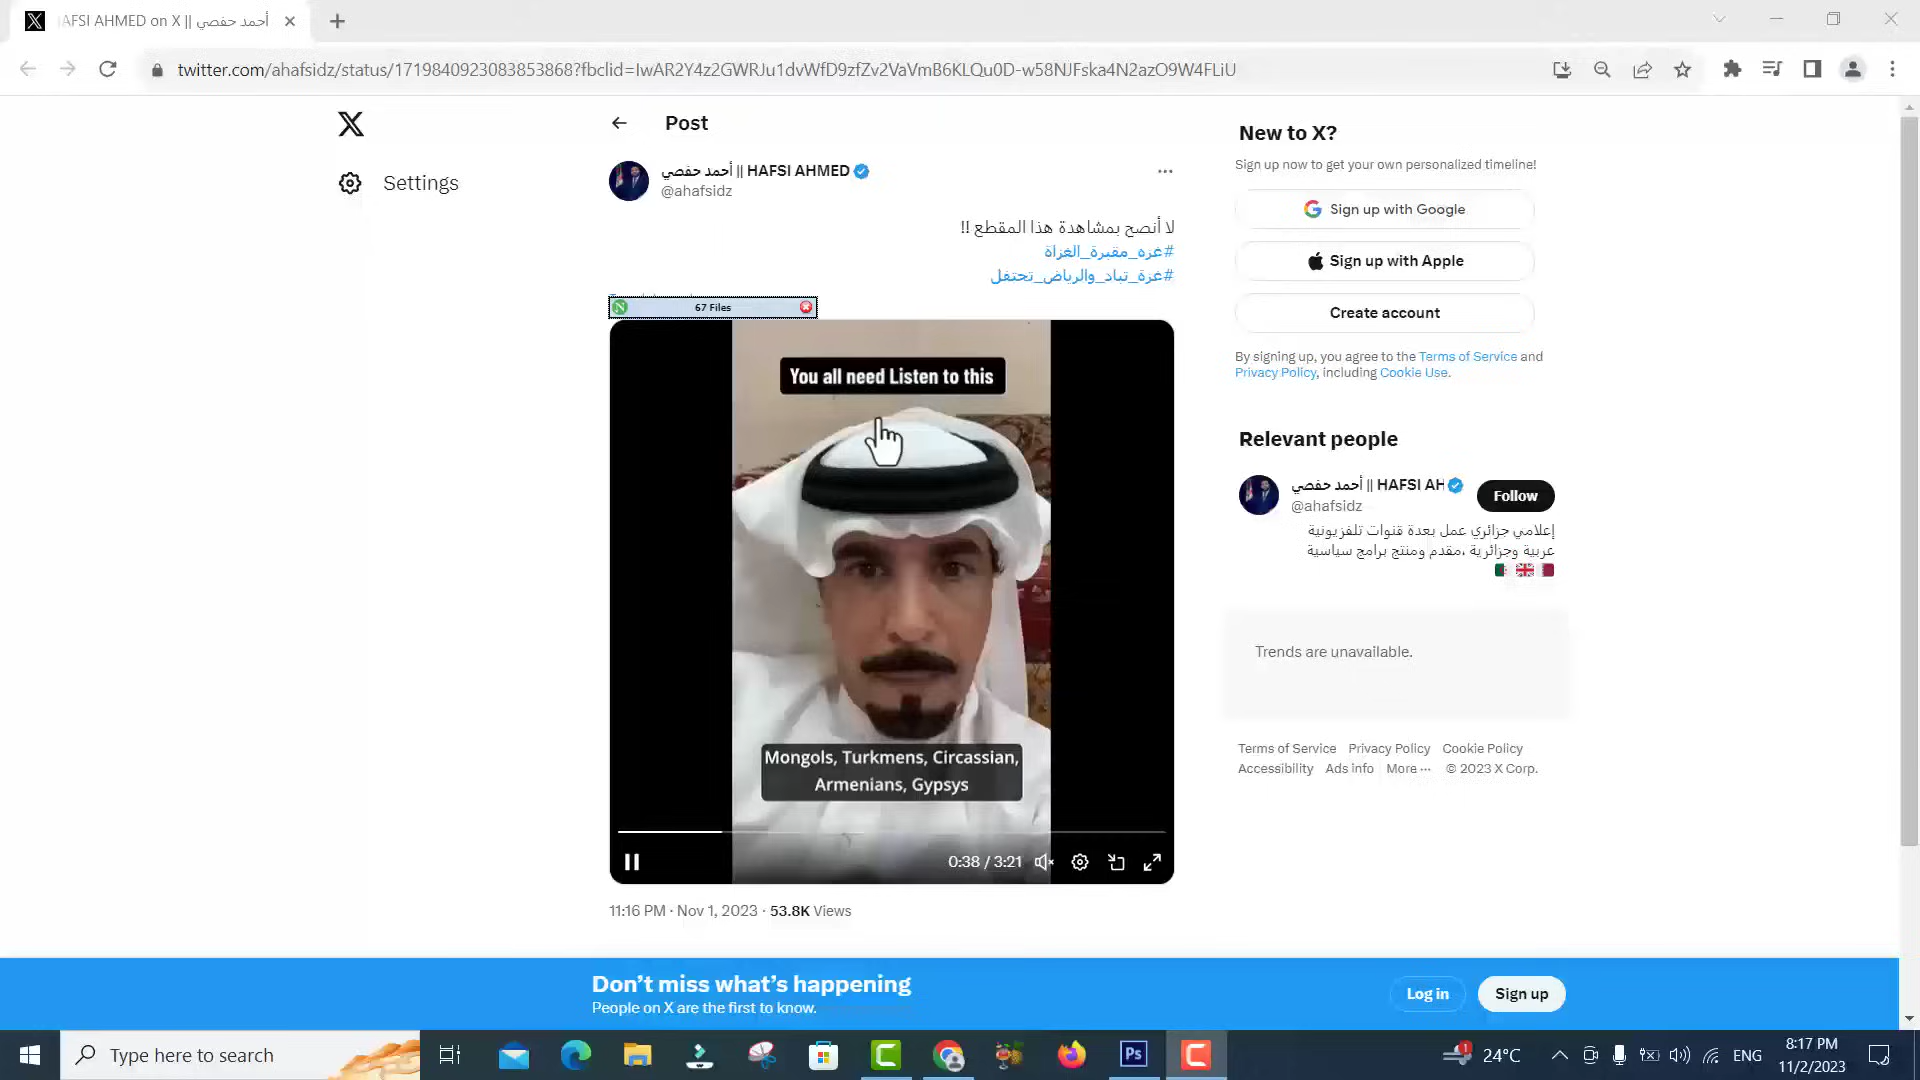 AFSI AHMED on X || أحمد حفصي
twitter.com/ahafsidz/status/1719840923083853868?fbclid=IwAR2Y4z2GWRJu1dvWfD9zfZv2VaVmB6KLQu0D-w58NJFska4N2azO9W4FLiU
Settings
Post
أحمد حفصي || HAFSI AHMED
@ahafsidz
لا أنصح بمشاهدة هذا المقطع !!
#غزه_مقبرة_الغزاة
#غزة_تباد_والرياض_تحتفل
67 Files
You all need Listen to this
Mongols, Turkmens, Circassian,
Armenians, Gypsys
0:38 / 3:21
11:16 PM · Nov 1, 2023 · 53.8K Views
New to X?
Sign up now to get your own personalized timeline!
Sign up with Google
Sign up with Apple
Create account
By signing up, you agree to the Terms of Service and
Privacy Policy, including Cookie Use.
Relevant people
أحمد حفصي || HAFSI AH
@ahafsidz
Follow
إعلامي جزائري عمل بعدة قنوات تلفزيونية
عربية وجزائرية ،مقدم ومنتج برامج سياسية
Trends are unavailable.
Terms of Service Privacy Policy Cookie Policy
Accessibility Ads info More ··· © 2023 X Corp.
Don’t miss what’s happening
People on X are the first to know.
Log in
Sign up
Type here to search
Ps
1
24°C
ENG
8:17 PM
11/2/2023